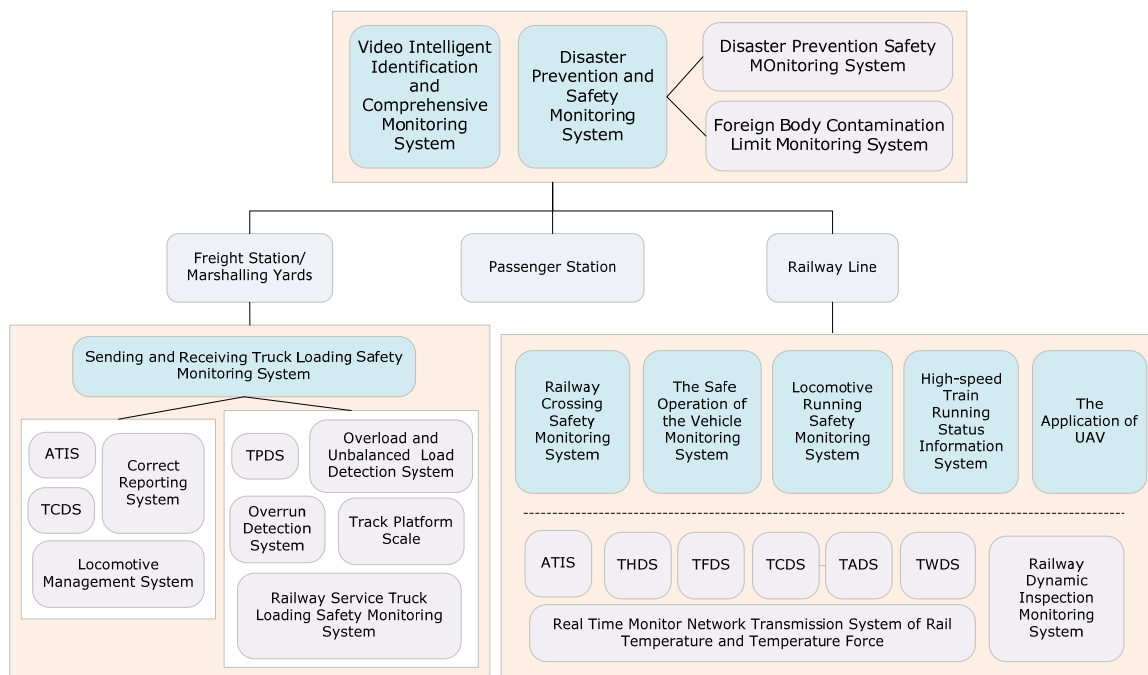 Video Intelligent
Identification
and
Comprehensive
Monitoring
System
Disaster
Prevention and
Safety
Monitoring
System
Disaster Prevention Safety
MOnitoring System
Foreign Body Contamination
Limit Monitoring System
Freight Station/
Marshalling Yards
Passenger Station
Railway Line
Sending and Receiving Truck Loading Safety
Monitoring System
ATIS
TCDS
Correct
Reporting
System
Locomotive
Management System
TPDS
Overload and
Unbalanced Load
Detection System
Overrun
Detection
System
Track Platform
Scale
Railway Service Truck
Loading Safety Monitoring
System
Railway
Crossing
Safety
Monitoring
System
The Safe
Operation of
the Vehicle
Monitoring
System
Locomotive
Running
Safety
Monitoring
System
High-speed
Train
Running
Status
Information
System
The
Application of
UAV
ATIS
THDS
TFDS
TCDS
TADS
TWDS
Real Time Monitor Network Transmission System of Rail
Temperature and Temperature Force
Railway
Dynamic
Inspection
Monitoring
System